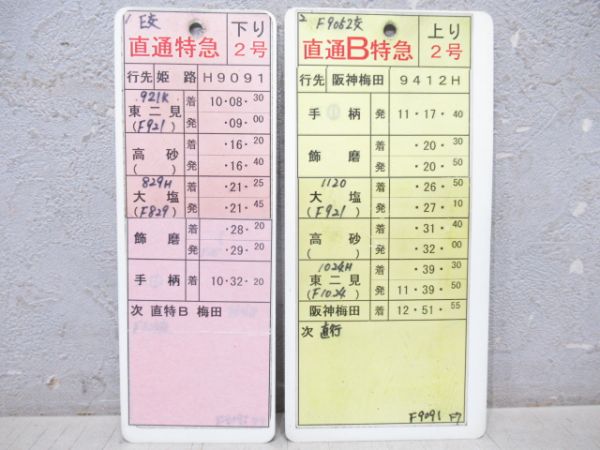 1 E交 下り
直通特急 2号
行先 姫路 H9091
921K
東二見 着 10・08・30
(F921) 発 ・09・00
高砂 着 ・16・20
( ) 発 ・16・40
829H
大塩 着 ・21・25
(F829) 発 ・21・45
飾磨 着 ・28・20
発 ・29・20
手柄 着 10・32・20
次 直特B 梅田
2 F9052交 上り
直通B特急 2号
行先 阪神梅田 9412H
手柄 発 11・17・40
飾磨 着 ・20・30
発 ・20・50
1120
大塩 着 ・26・50
(F921) 発 ・27・10
高砂 着 ・31・40
( ) 発 ・32・00
1024H
東二見 着 ・39・30
(F1024) 発 11・39・50
阪神梅田 着 12・51・55
次 直行
F9091 F7